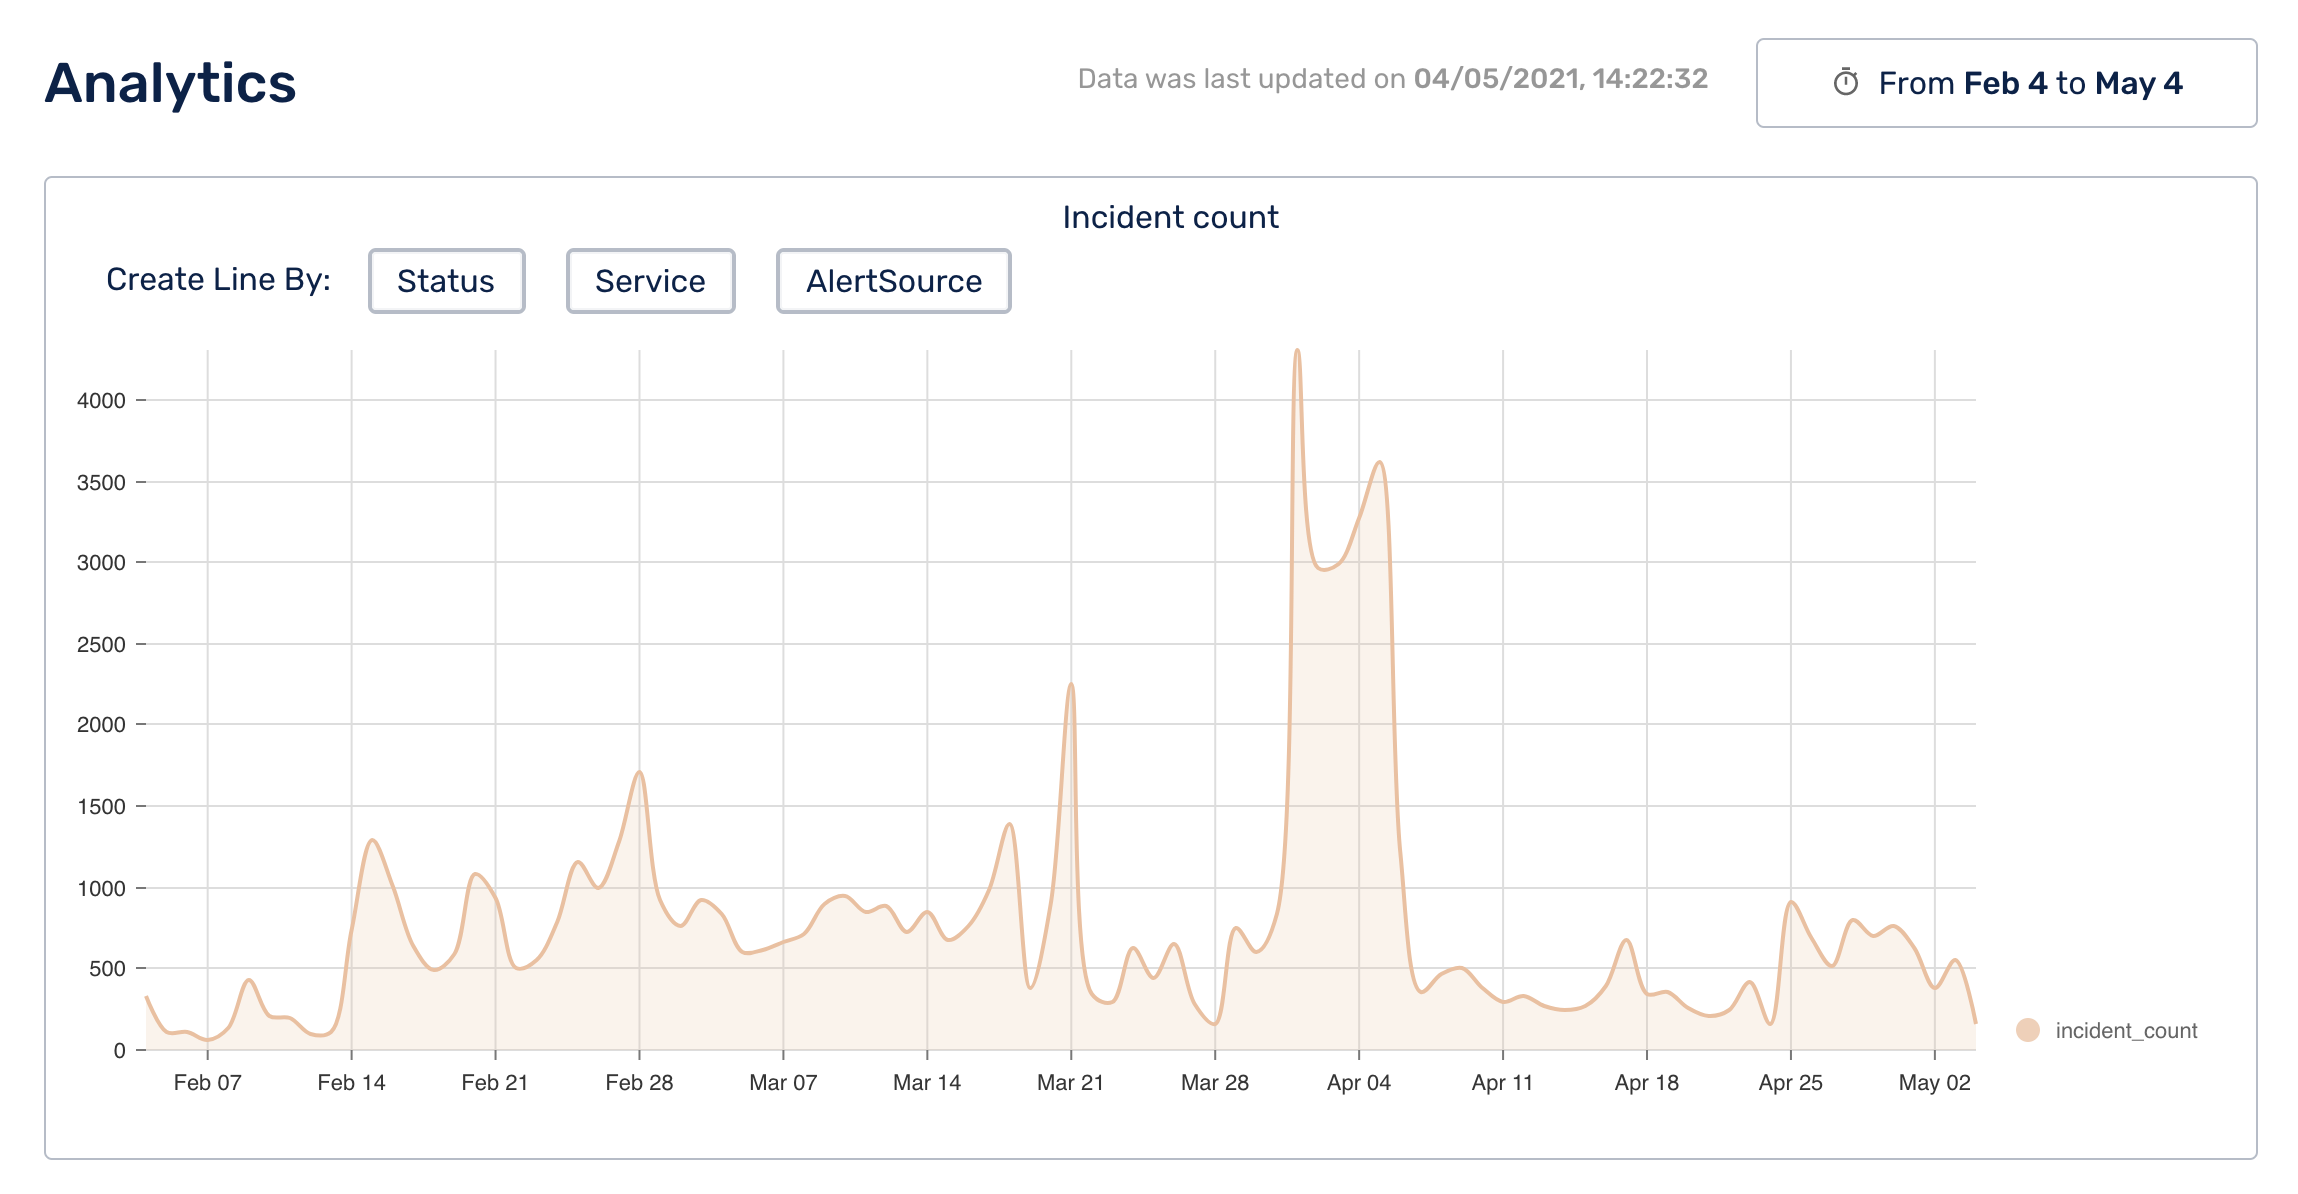 Analytics
Data was last updated on 04/05/2021, 14:22:32
From Feb 4 to May 4
Incident count
Create Line By: Status Service AlertSource
4000
3500
3000
2500
2000
1500
1000
500
0
Feb 07 Feb 14 Feb 21 Feb 28 Mar 07 Mar 14 Mar 21 Mar 28 Apr 04 Apr 11 Apr 18 Apr 25 May 02
incident_count